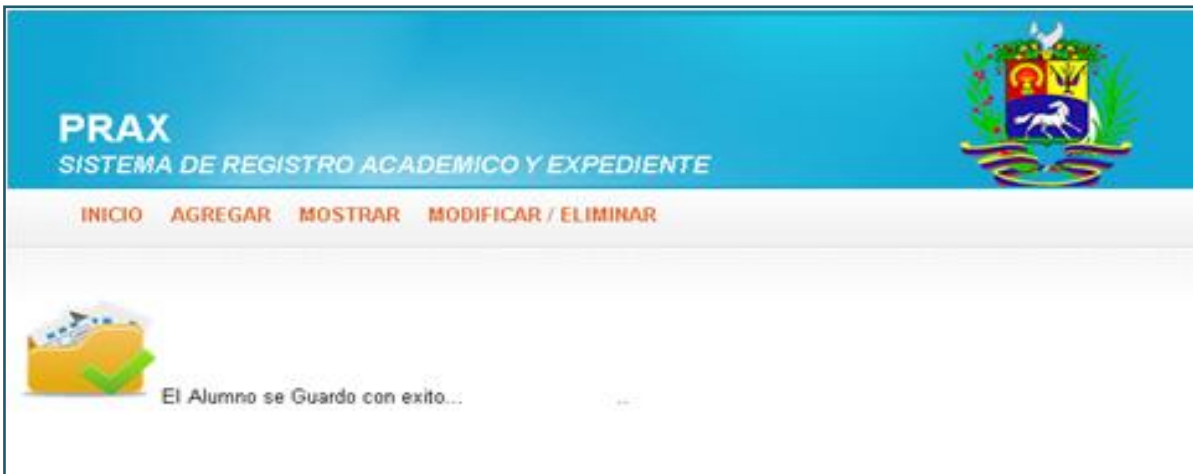 PRAX
SISTEMA DE REGISTRO ACADEMICO Y EXPEDIENTE
INICIO AGREGAR MOSTRAR MODIFICAR / ELIMINAR
El Alumno se Guardo con exito... ..